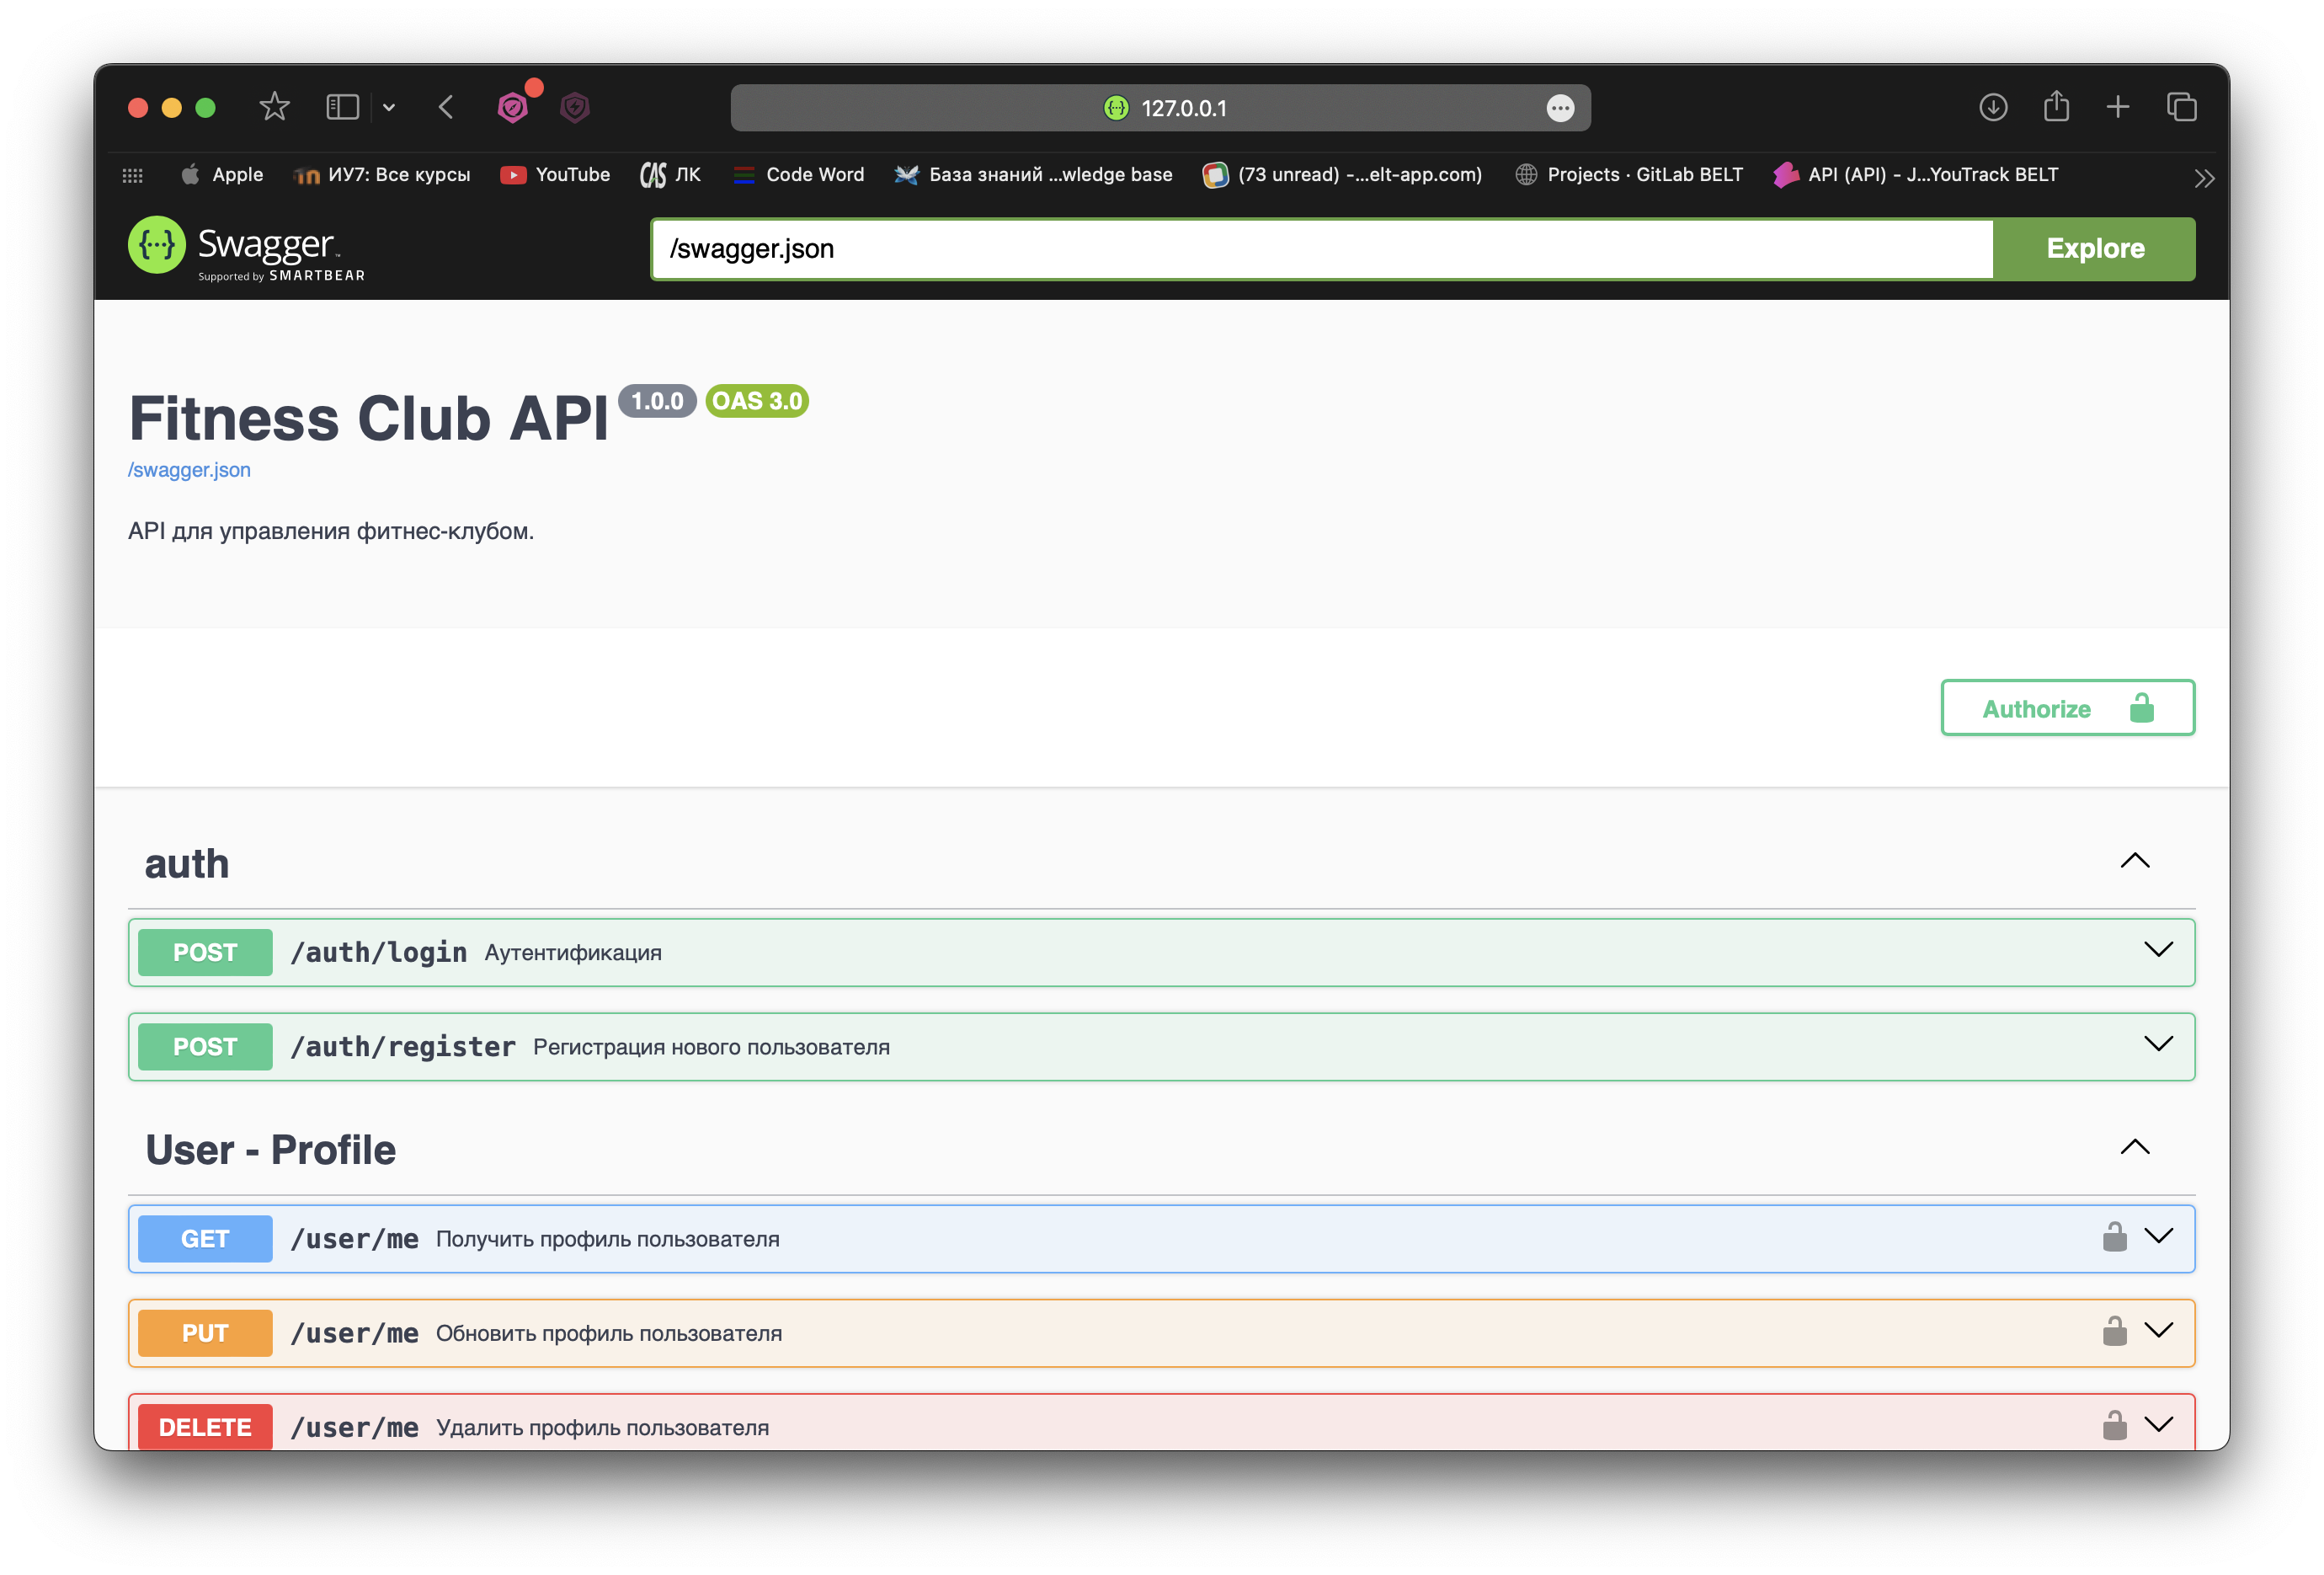 127.0.0.1
Apple
ИУ7: Все курсы
YouTube
CAS ЛК
Code Word
База знаний ...wledge base
(73 unread) -...elt-app.com)
Projects · GitLab BELT
API (API) - J...YouTrack BELT
Swagger™
Supported by SMARTBEAR
/swagger.json
Explore
Fitness Club API 1.0.0 OAS 3.0
/swagger.json
API для управления фитнес-клубом.
Authorize
auth
POST /auth/login Аутентификация
POST /auth/register Регистрация нового пользователя
User - Profile
GET /user/me Получить профиль пользователя
PUT /user/me Обновить профиль пользователя
DELETE /user/me Удалить профиль пользователя